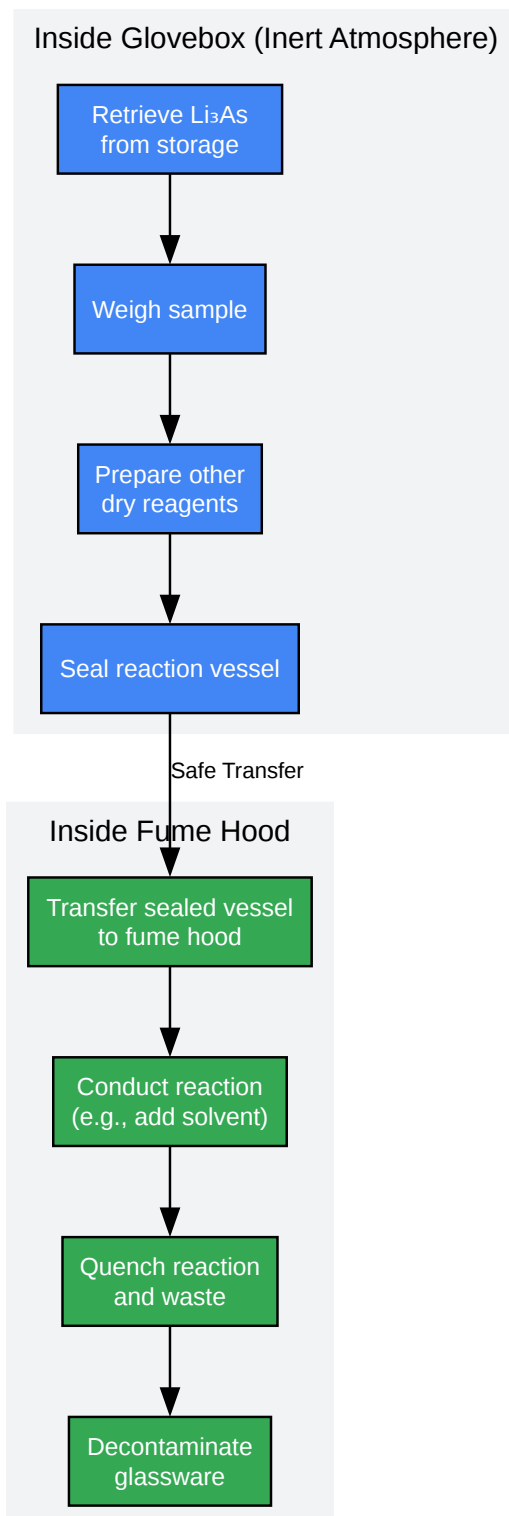 Inside Glovebox (Inert Atmosphere)
Retrieve Li₃As
from storage
Weigh sample
Prepare other
dry reagents
Seal reaction vessel
Safe Transfer
Inside Fume Hood
Transfer sealed vessel
to fume hood
Conduct reaction
(e.g., add solvent)
Quench reaction
and waste
Decontaminate
glassware